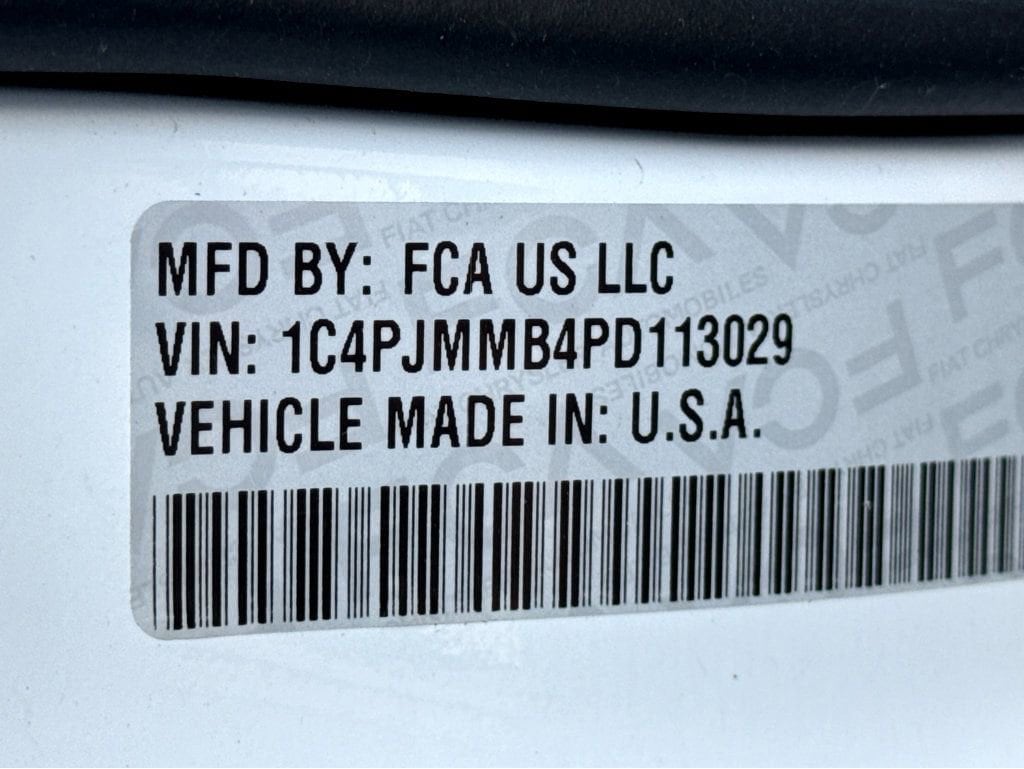 MFD BY: FCA US LLC
VIN: 1C4PJMMB4PD113029
VEHICLE MADE IN: U.S.A.